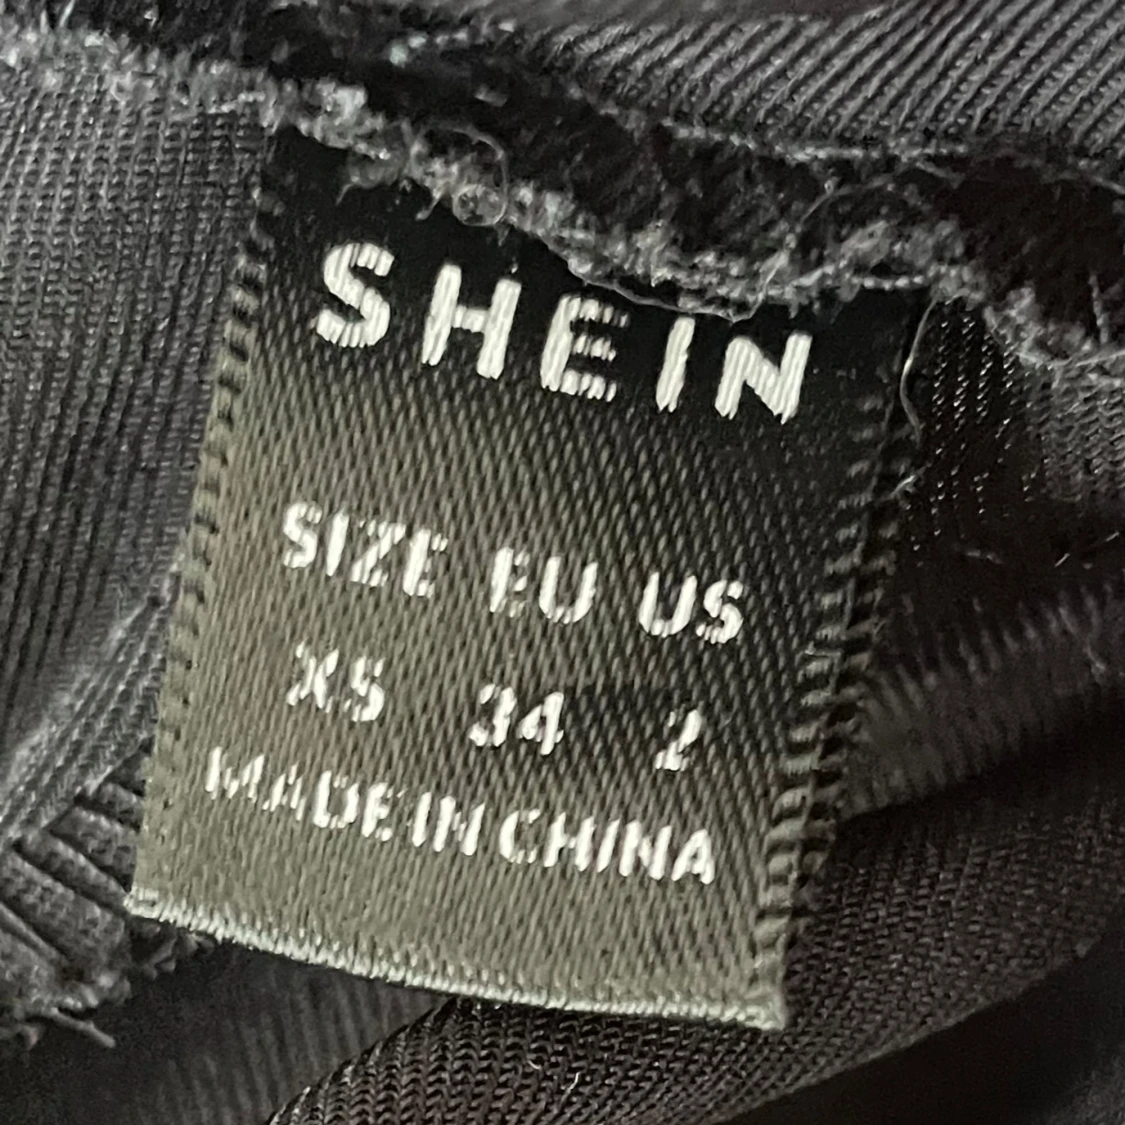 SHEIN
SIZE EU US
XS 34 2
MADE IN CHINA